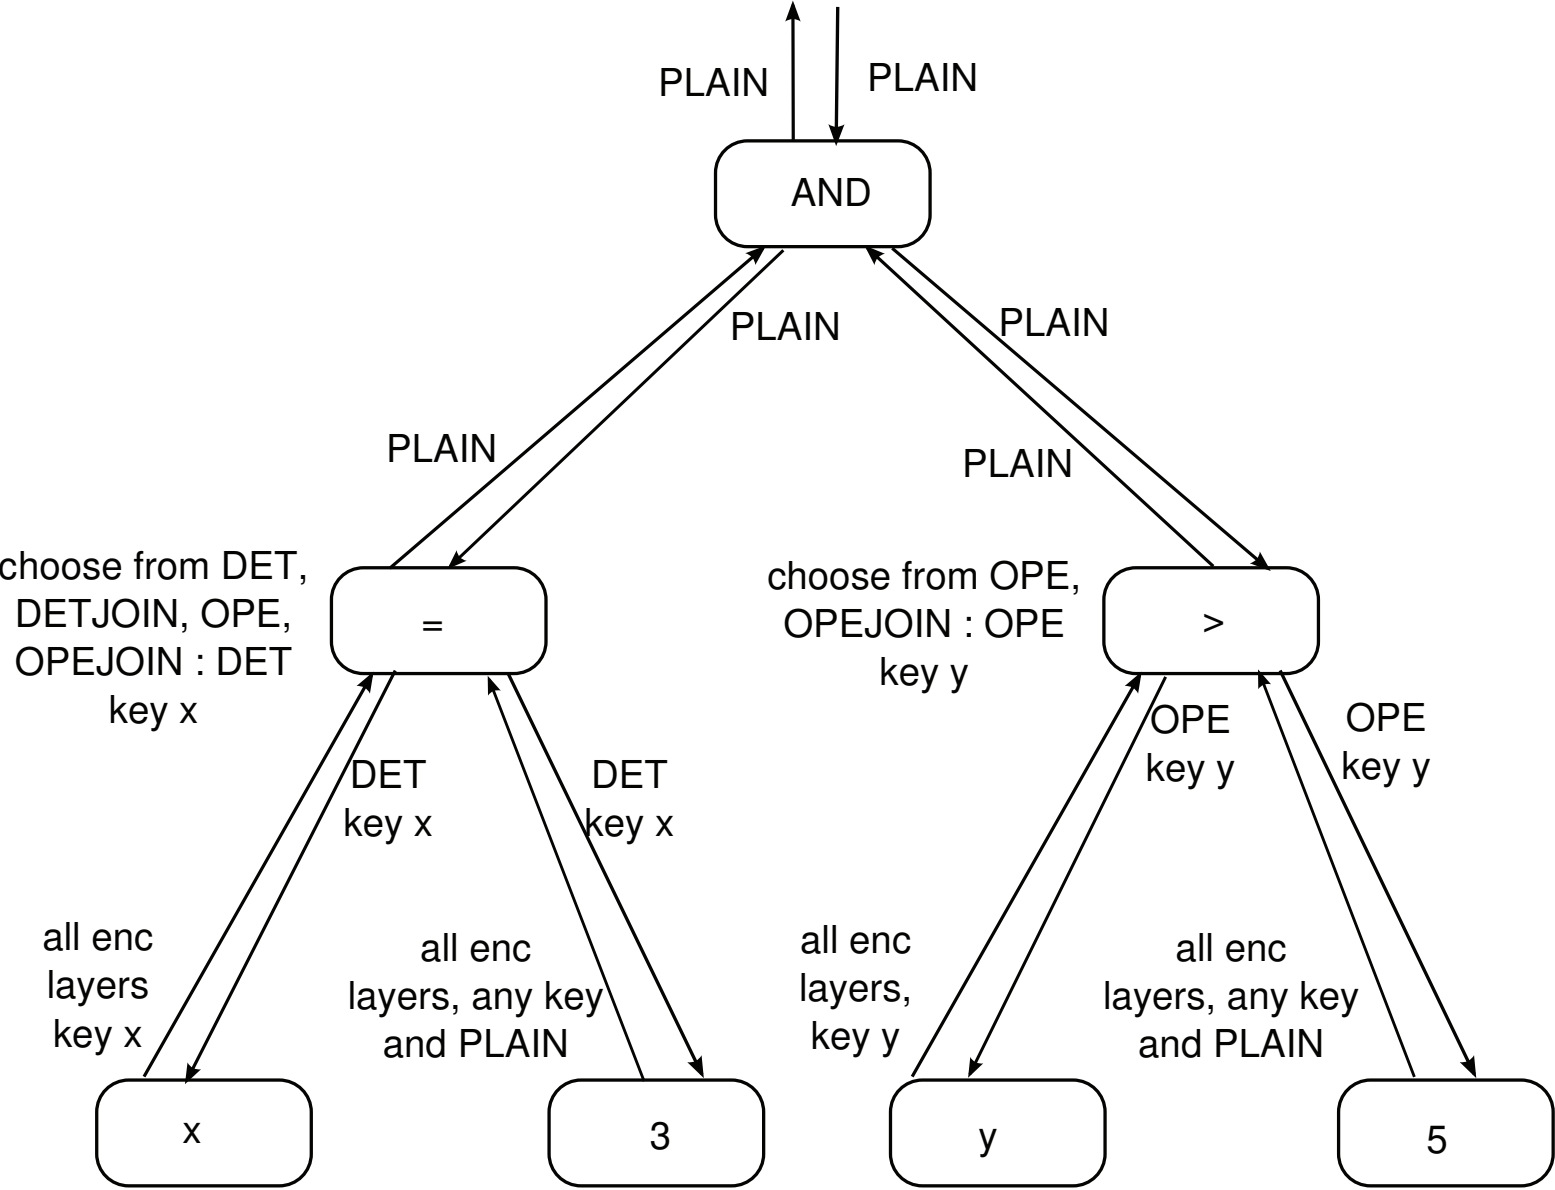 PLAIN
PLAIN
AND
PLAIN
PLAIN
PLAIN
PLAIN
choose from DET,
DETJOIN, OPE,
OPEJOIN : DET
key x
=
choose from OPE,
OPEJOIN : OPE
key y
>
DET
key x
DET
key x
OPE
key y
OPE
key y
all enc
layers
key x
all enc
layers, any key
and PLAIN
all enc
layers,
key y
all enc
layers, any key
and PLAIN
x
3
y
5